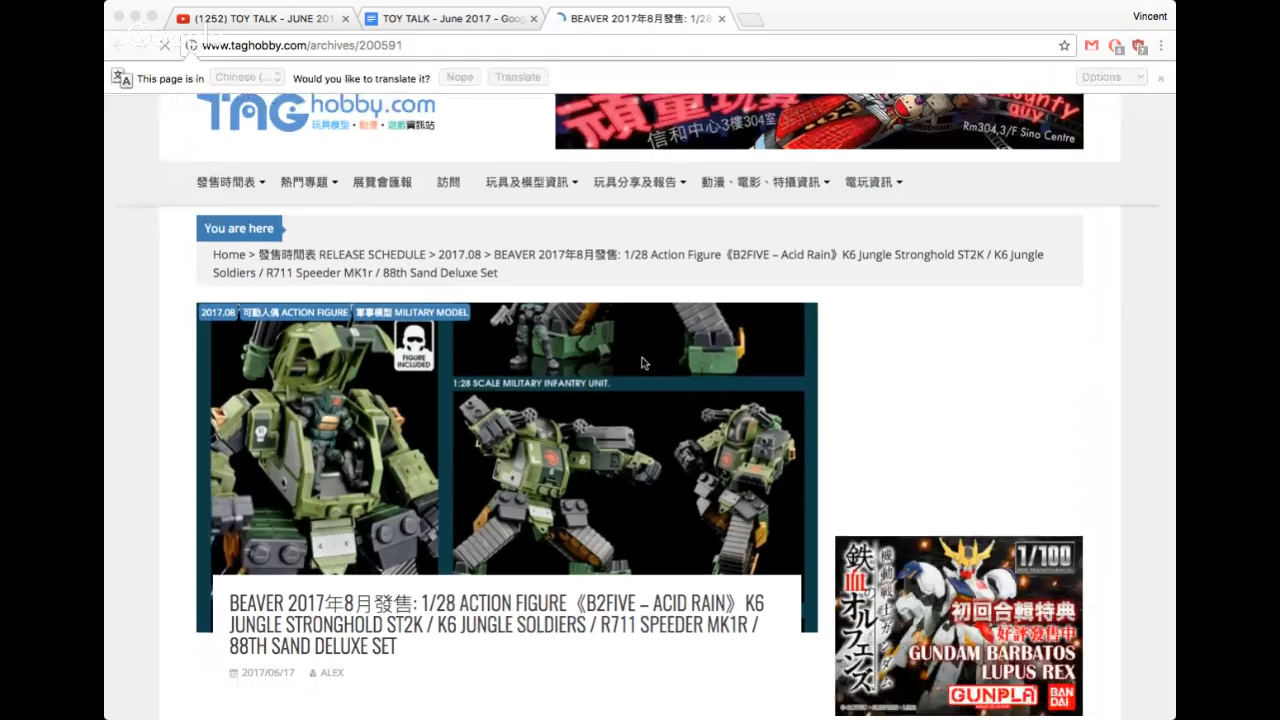 (1252) TOY TALK - JUNE 201
TOY TALK - June 2017 - Goog
BEAVER 2017年8月發售: 1/28
Vincent
Google
www.taghobby.com/archives/200591
This page is in
Chinese (...
Would you like to translate it?
Nope
Translate
Options
TAGhobby.com
玩具模型・動漫・遊戲資訊站
頑童玩具
信和中心3樓304室
Naughty
Guy
Rm304,3/F Sino Centre
發售時間表
熱門專題
展覽會匯報
訪問
玩具及模型資訊
玩具分享及報告
動漫、電影、特攝資訊
電玩資訊
You are here
Home > 發售時間表 RELEASE SCHEDULE > 2017.08 > BEAVER 2017年8月發售: 1/28 Action Figure《B2FIVE – Acid Rain》K6 Jungle Stronghold ST2K / K6 Jungle
Soldiers / R711 Speeder MK1r / 88th Sand Deluxe Set
2017.08
可動人偶 ACTION FIGURE
軍事模型 MILITARY MODEL
FIGURE
INCLUDED
1:28 SCALE MILITARY INFANTRY UNIT.
BEAVER 2017年8月發售: 1/28 ACTION FIGURE《B2FIVE – ACID RAIN》K6
JUNGLE STRONGHOLD ST2K / K6 JUNGLE SOLDIERS / R711 SPEEDER MK1R /
88TH SAND DELUXE SET
2017/06/17
ALEX
機動戦士ガンダム
鉄血のオルフェンズ
1/100
初回合輯特典
好評發售中
GUNDAM BARBATOS
LUPUS REX
GUNPLA
BAN
DAI